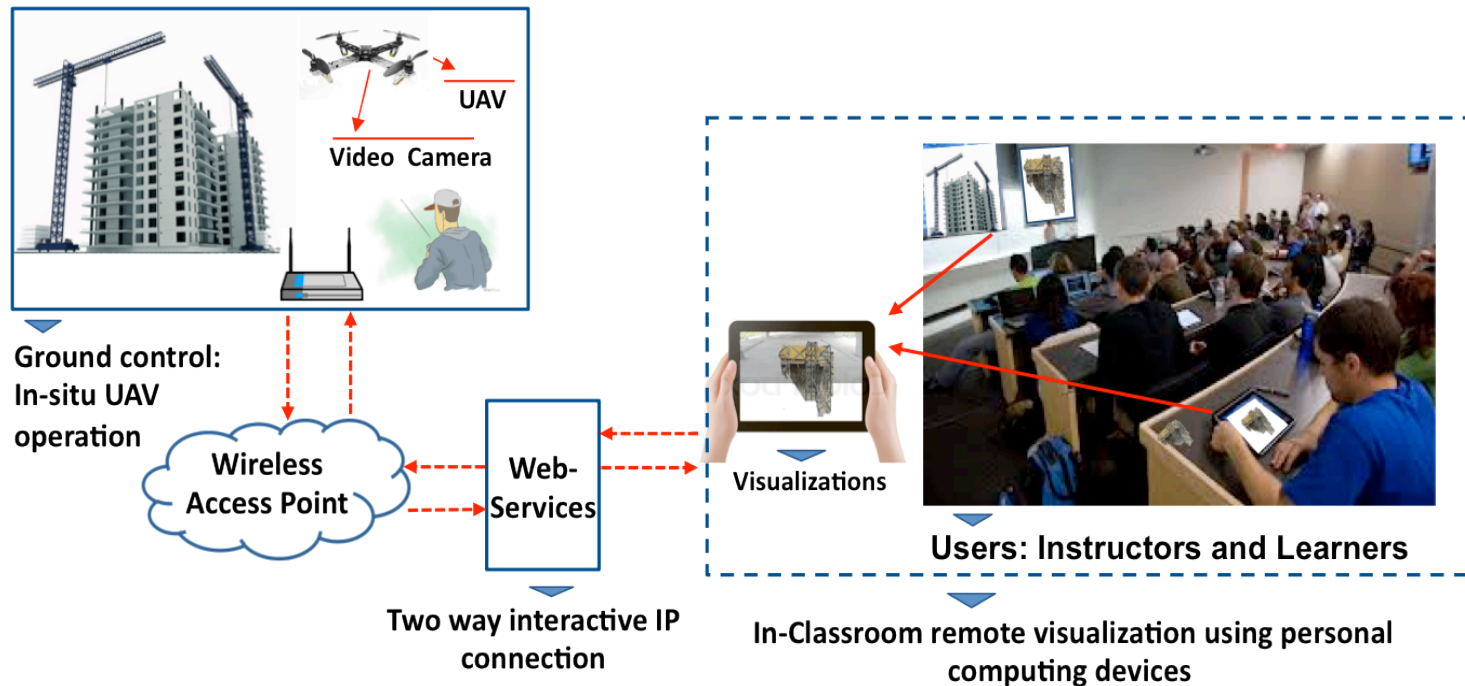 UAV
Video Camera
Ground control:
In-situ UAV
operation
Wireless
Access Point
Web-
Services
Two way interactive IP
connection
Visualizations
Users: Instructors and Learners
In-Classroom remote visualization using personal
computing devices